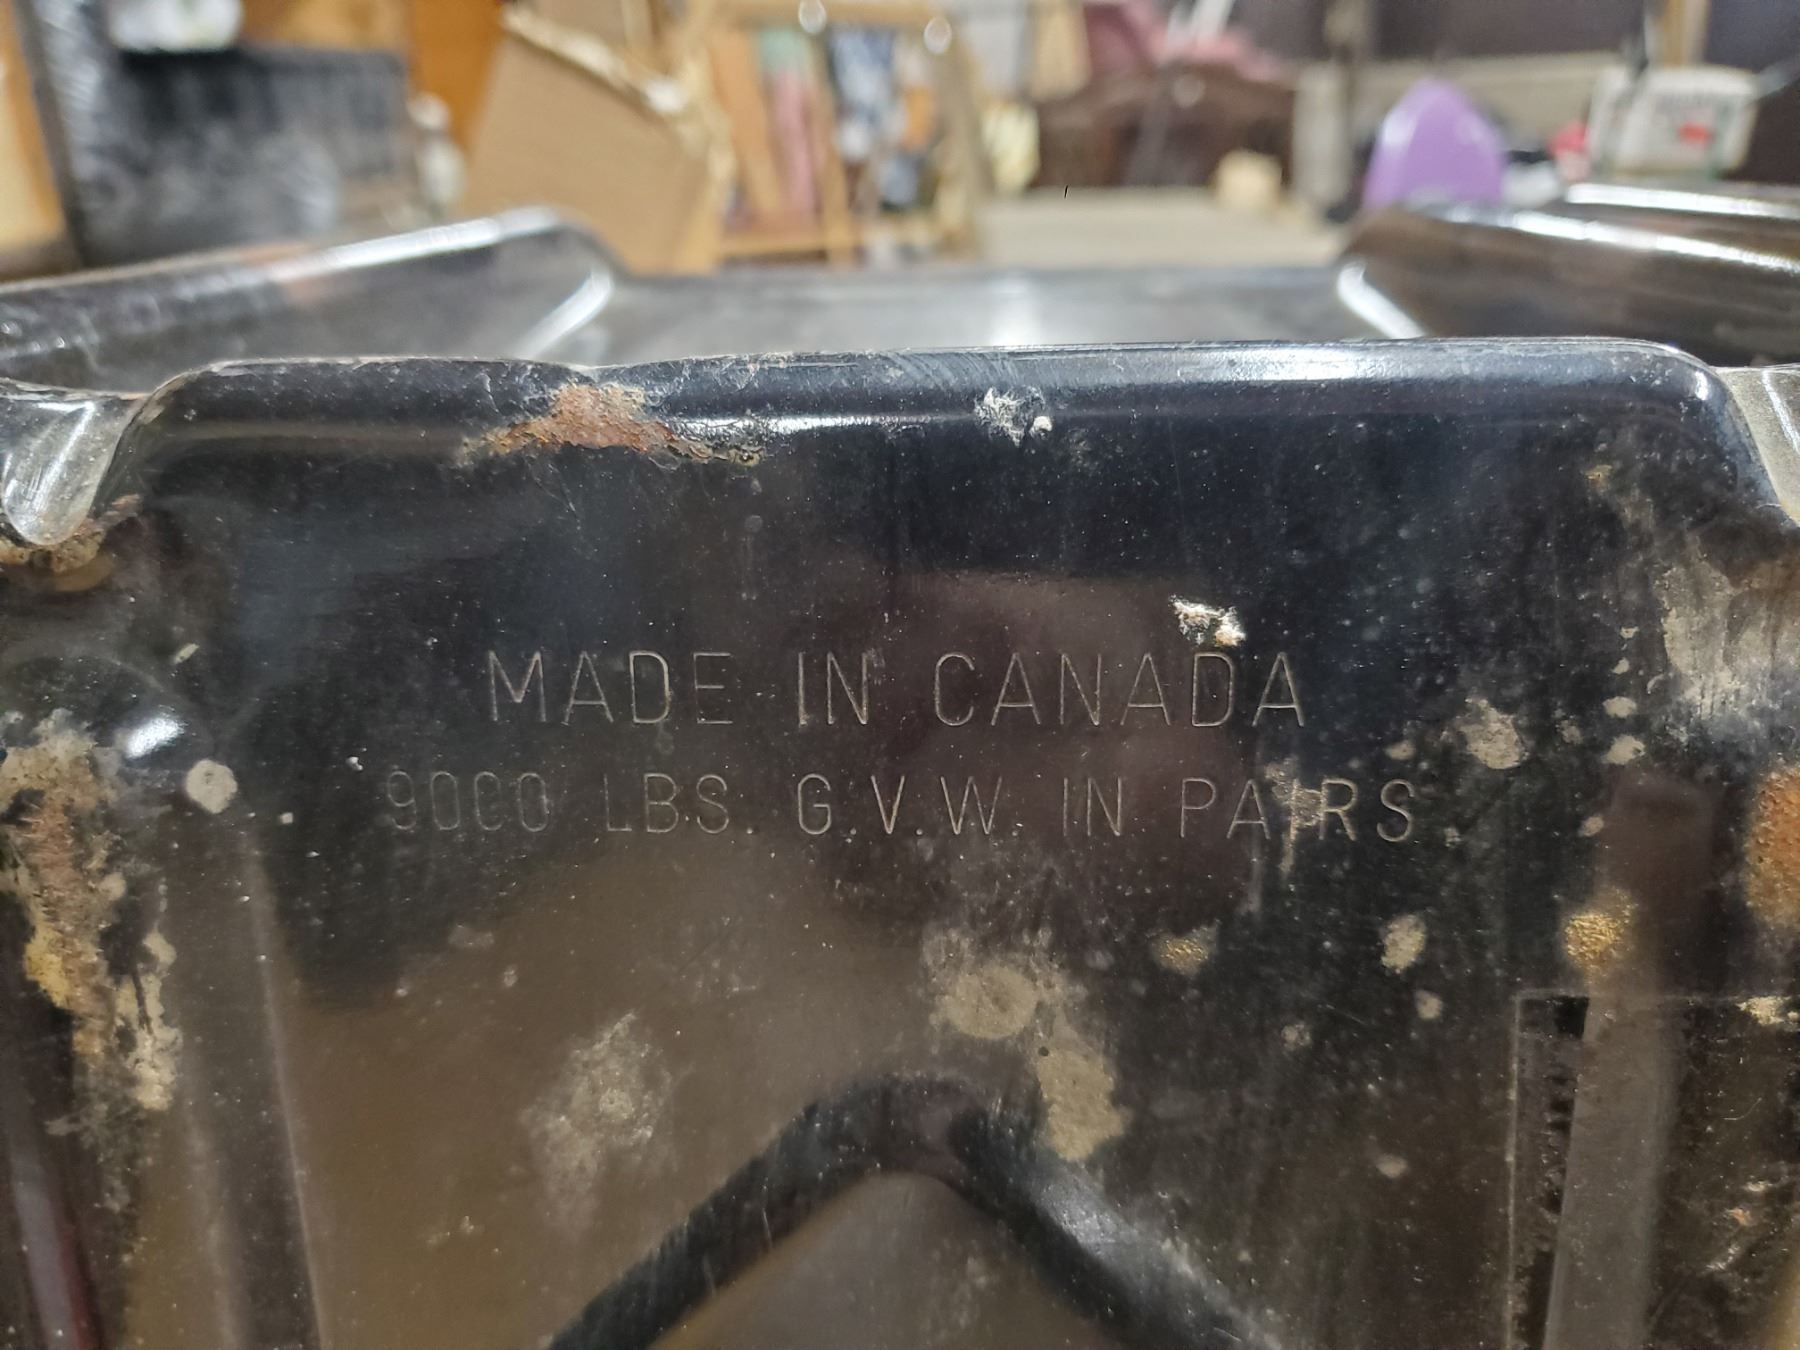 MADE IN CANADA
9000 LBS. G.V.W. IN PAIRS